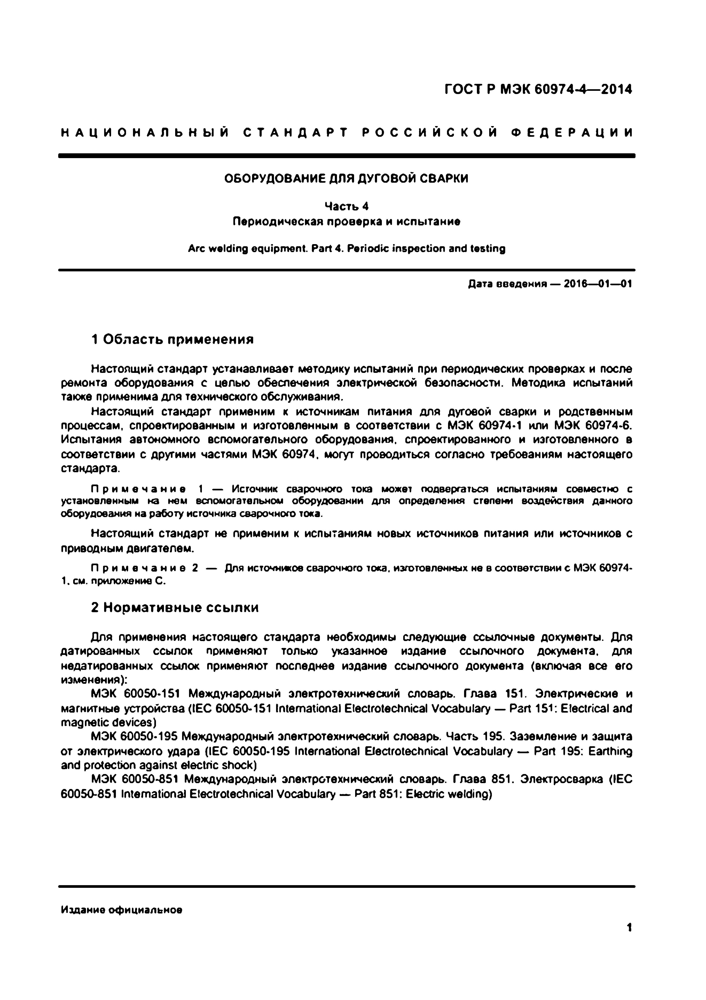 ГОСТ Р МЭК 60974-4—2014
НАЦИОНАЛЬНЫЙ СТАНДАРТ РОССИЙСКОЙ ФЕДЕРАЦИИ
ОБОРУДОВАНИЕ ДЛЯ ДУГОВОЙ СВАРКИ
Часть 4
Периодическая проверка и испытание
Arc welding equipment. Part 4. Periodic inspection and testing
Дата введения — 2016—01—01
1 Область применения
Настоящий стандарт устанавливает методику испытаний при периодических проверках и после
ремонта оборудования с целью обеспечения электрической безопасности. Методика испытаний
также применима для технического обслуживания.
Настоящий стандарт применим к источникам питания для дуговой сварки и родственным
процессам, спроектированным и изготовленным в соответствии с МЭК 60974-1 или МЭК 60974-6.
Испытания автономного вспомогательного оборудования, спроектированного и изготовленного в
соответствии с другими частями МЭК 60974, могут проводиться согласно требованиям настоящего
стандарта.
Примечание 1 — Источник сварочного тока может подвергаться испытаниям совместно с
установленным на нем вспомогательном оборудовании для определения степени воздействия данного
оборудования на работу источника сварочного тока.
Настоящий стандарт не применим к испытаниям новых источников питания или источников с
приводным двигателем.
Примечание 2 — Для источников сварочного тока, изготовленных не в соответствии с МЭК 60974-
1, см. приложение С.
2 Нормативные ссылки
Для применения настоящего стандарта необходимы следующие ссылочные документы. Для
датированных ссылок применяют только указанное издание ссылочного документа, для
недатированных ссылок применяют последнее издание ссылочного документа (включая все его
изменения):
МЭК 60050-151 Международный электротехнический словарь. Глава 151. Электрические и
магнитные устройства (IEC 60050-151 International Electrotechnical Vocabulary — Part 151: Electrical and
magnetic devices)
МЭК 60050-195 Международный электротехнический словарь. Часть 195. Заземление и защита
от электрического удара (IEC 60050-195 International Electrotechnical Vocabulary — Part 195: Earthing
and protection against electric shock)
МЭК 60050-851 Международный электротехнический словарь. Глава 851. Электросварка (IEC
60050-851 International Electrotechnical Vocabulary — Part 851: Electric welding)
Издание официальное
1